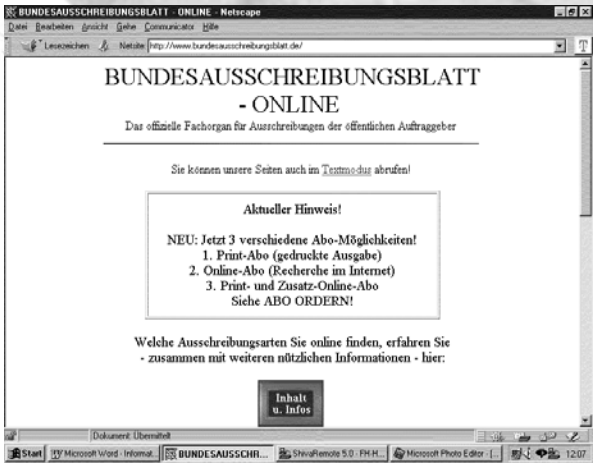 BUNDESAUSSCHREIBUNGSBLATT - ONLINE - Netscape
Datei Bearbeiten Ansicht Gehe Communicator Hilfe
Lesezeichen Netsite http://www.bundesausschreibungsblatt.de/
BUNDESAUSSCHREIBUNGSBLATT
- ONLINE
Das offizielle Fachorgan für Ausschreibungen der öffentlichen Auftraggeber
Sie können unsere Seiten auch im Textmodus abrufen!
Aktueller Hinweis!
NEU: Jetzt 3 verschiedene Abo-Möglichkeiten!
1. Print-Abo (gedruckte Ausgabe)
2. Online-Abo (Recherche im Internet)
3. Print- und Zusatz-Online-Abo
Siehe ABO ORDERN!
Welche Ausschreibungsarten Sie online finden, erfahren Sie
- zusammen mit weiteren nützlichen Informationen - hier:
Inhalt
u. Infos
Dokument: Übermittelt
Start Microsoft Word - Informat... BUNDESAUSSCHR... ShivaRemote 5.0 - FH-H... Microsoft Photo Editor - [... 12:07